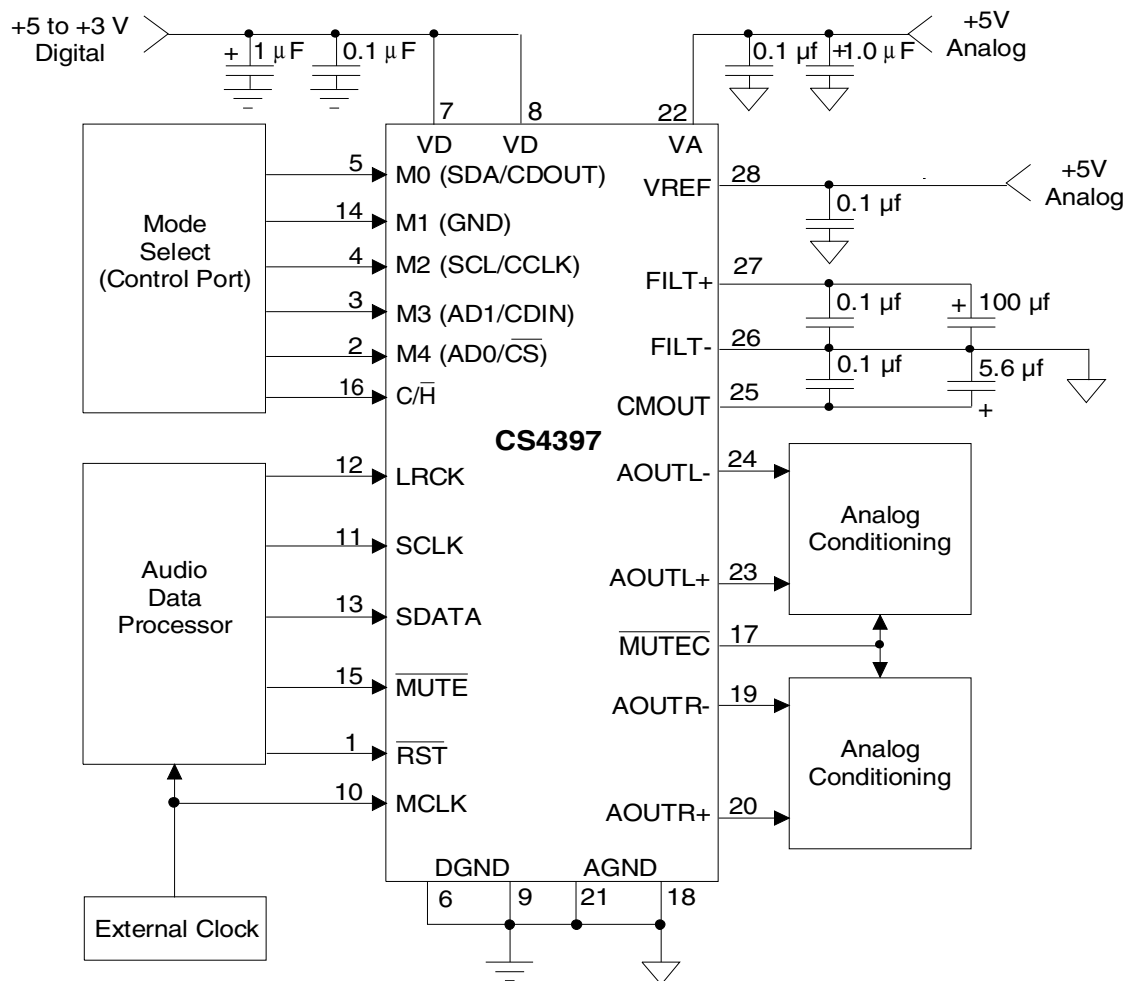 +5 to +3 V
Digital
+ 1 μF
0.1 μF
0.1 µf
+1.0 μF
+5V
Analog
7
8
22
VD
VD
VA
Mode
Select
(Control Port)
5
M0 (SDA/CDOUT)
14
M1 (GND)
4
M2 (SCL/CCLK)
3
M3 (AD1/CDIN)
2
M4 (AD0/CS)
16
C/H
VREF
28
+5V
Analog
0.1 µf
FILT+
27
0.1 µf
+ 100 µf
FILT-
26
0.1 µf
5.6 µf
CMOUT
25
+
CS4397
Audio
Data
Processor
12
LRCK
11
SCLK
13
SDATA
15
MUTE
1
RST
10
MCLK
AOUTL-
24
AOUTL+
23
Analog
Conditioning
MUTEC
17
AOUTR-
19
AOUTR+
20
Analog
Conditioning
DGND
AGND
6
9
21
18
External Clock